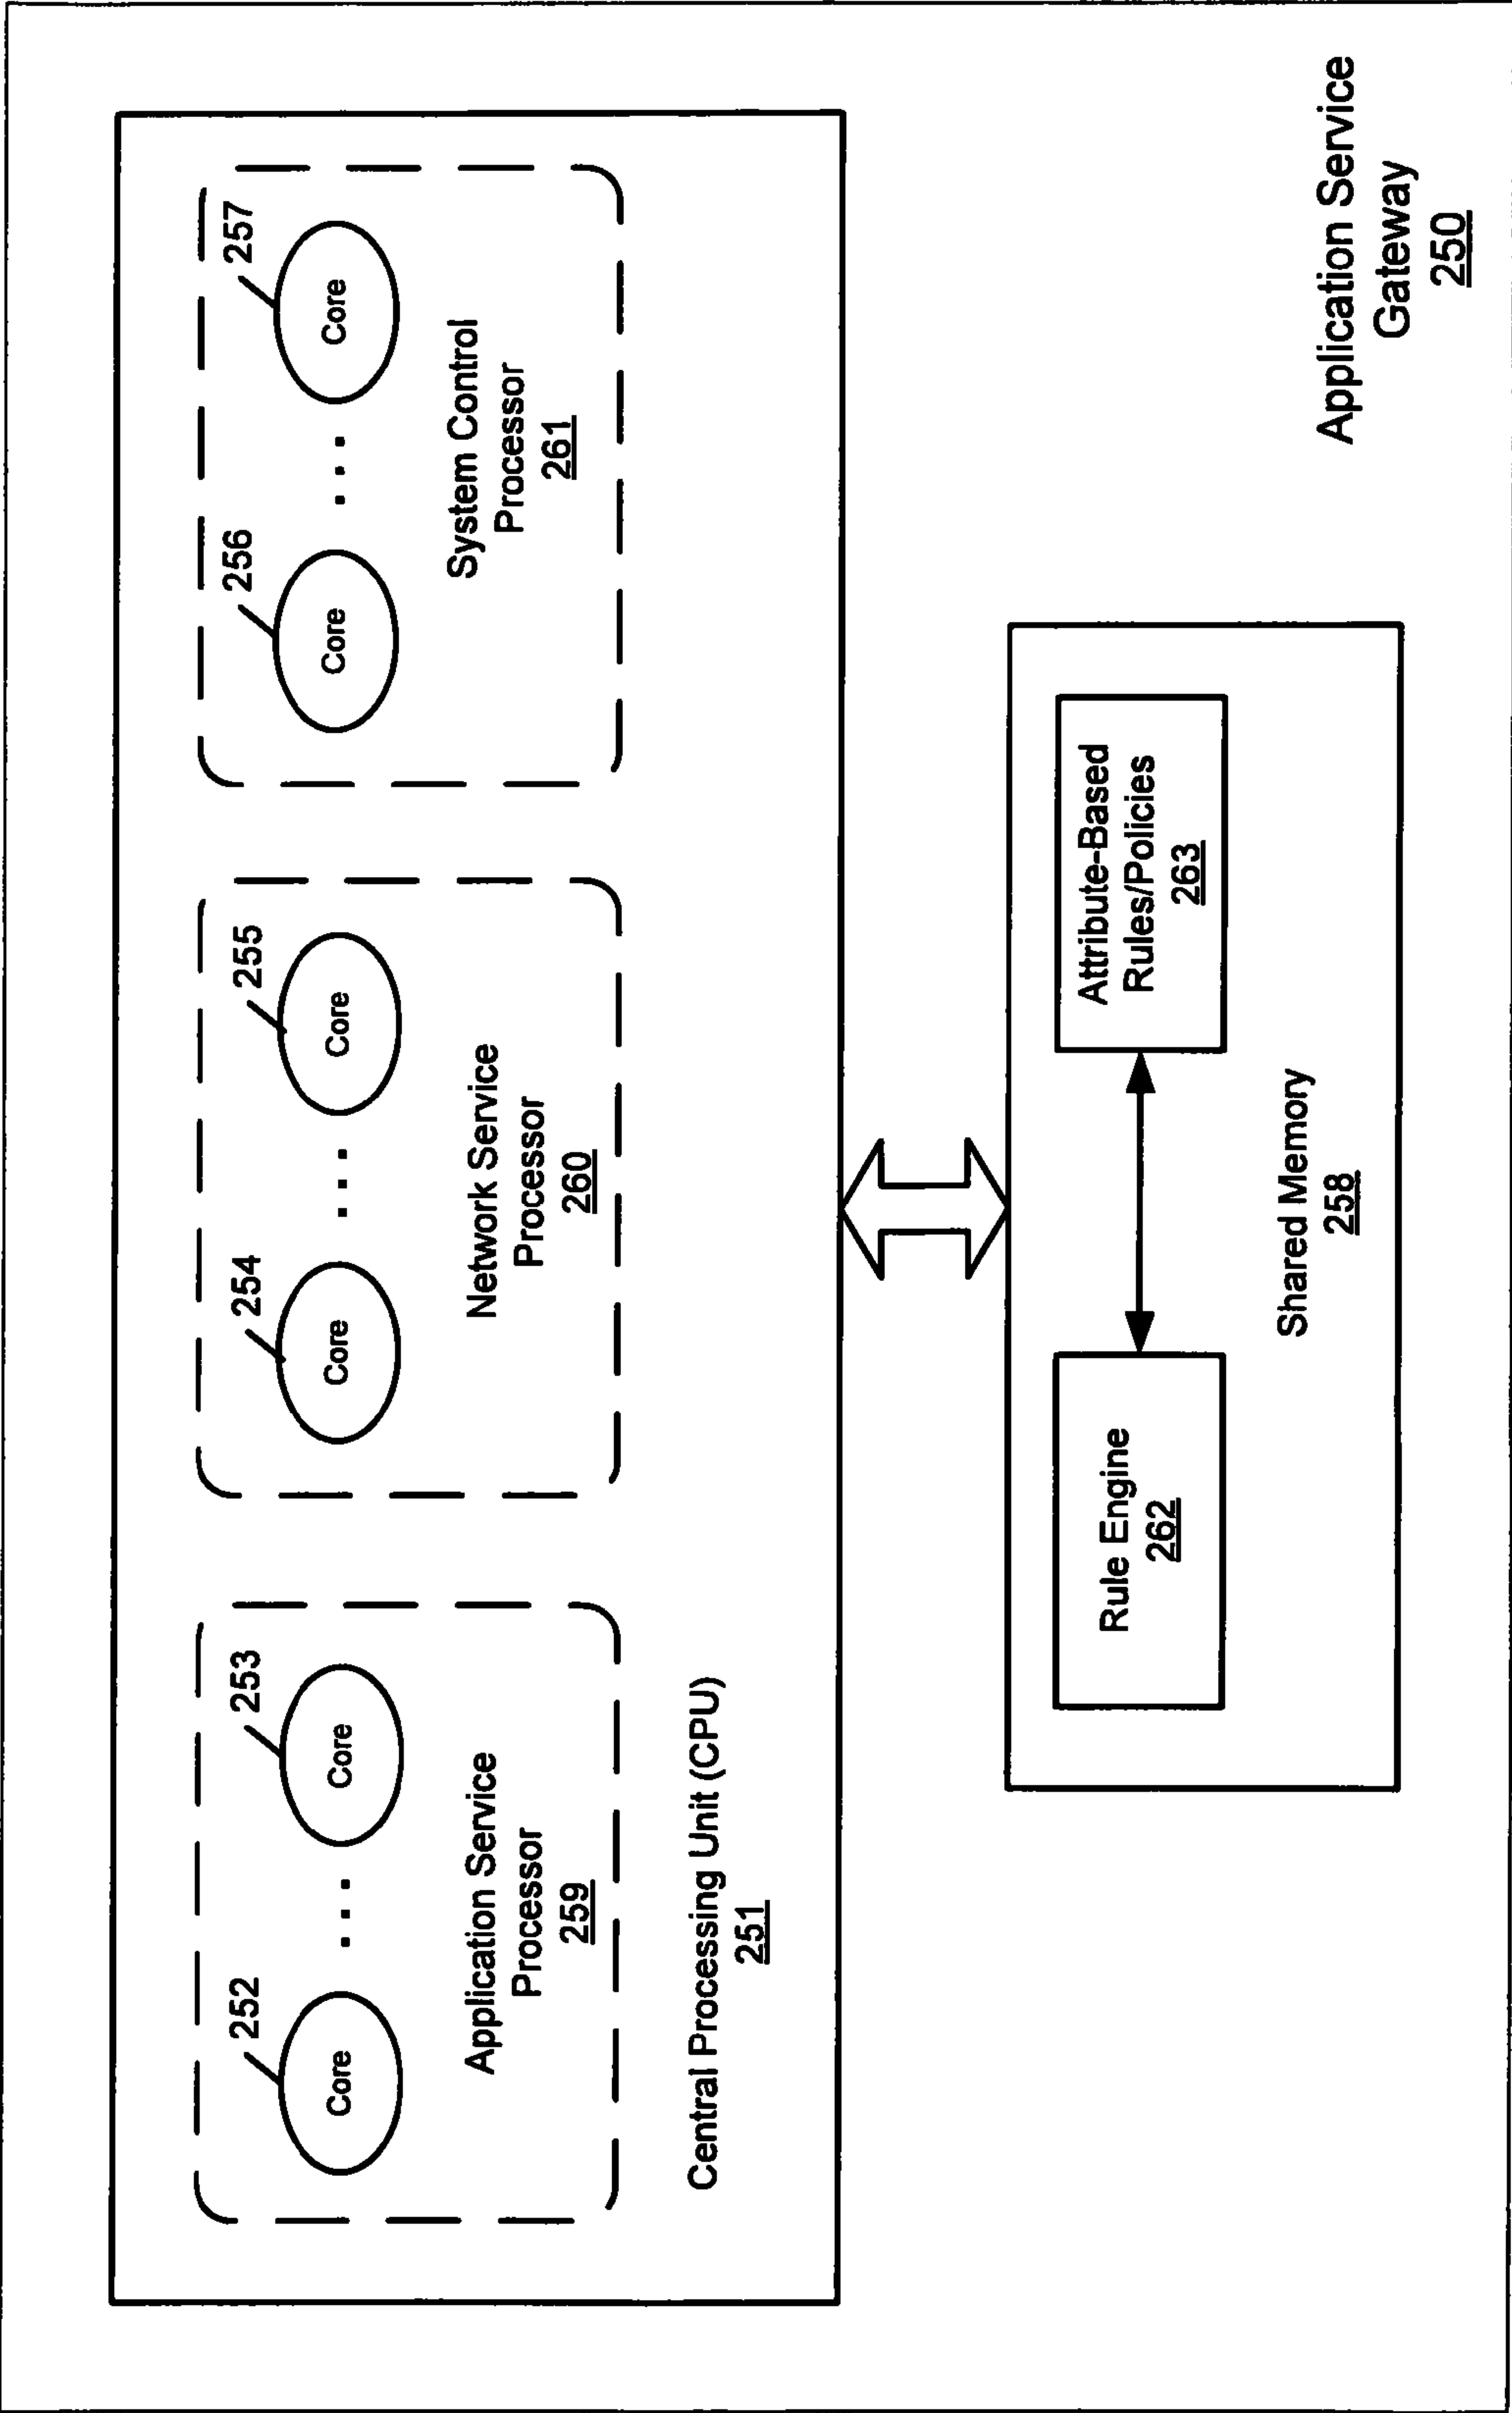 252
253
254
255
256
257
Core
. . .
Core
Core
. . .
Core
Core
. . .
Core
Application Service
Processor
259
Network Service
Processor
260
System Control
Processor
261
Central Processing Unit (CPU)
251
Rule Engine
262
Attribute-Based
Rules/Policies
263
Shared Memory
258
Application Service
Gateway
250